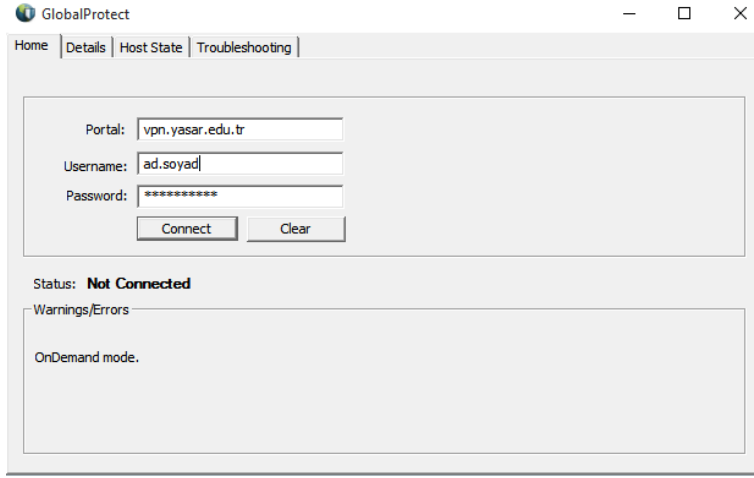 GlobalProtect
Home Details Host State Troubleshooting
Portal: vpn.yasar.edu.tr
Username: ad.soyad
Password: **********
Connect Clear
Status: Not Connected
Warnings/Errors
OnDemand mode.